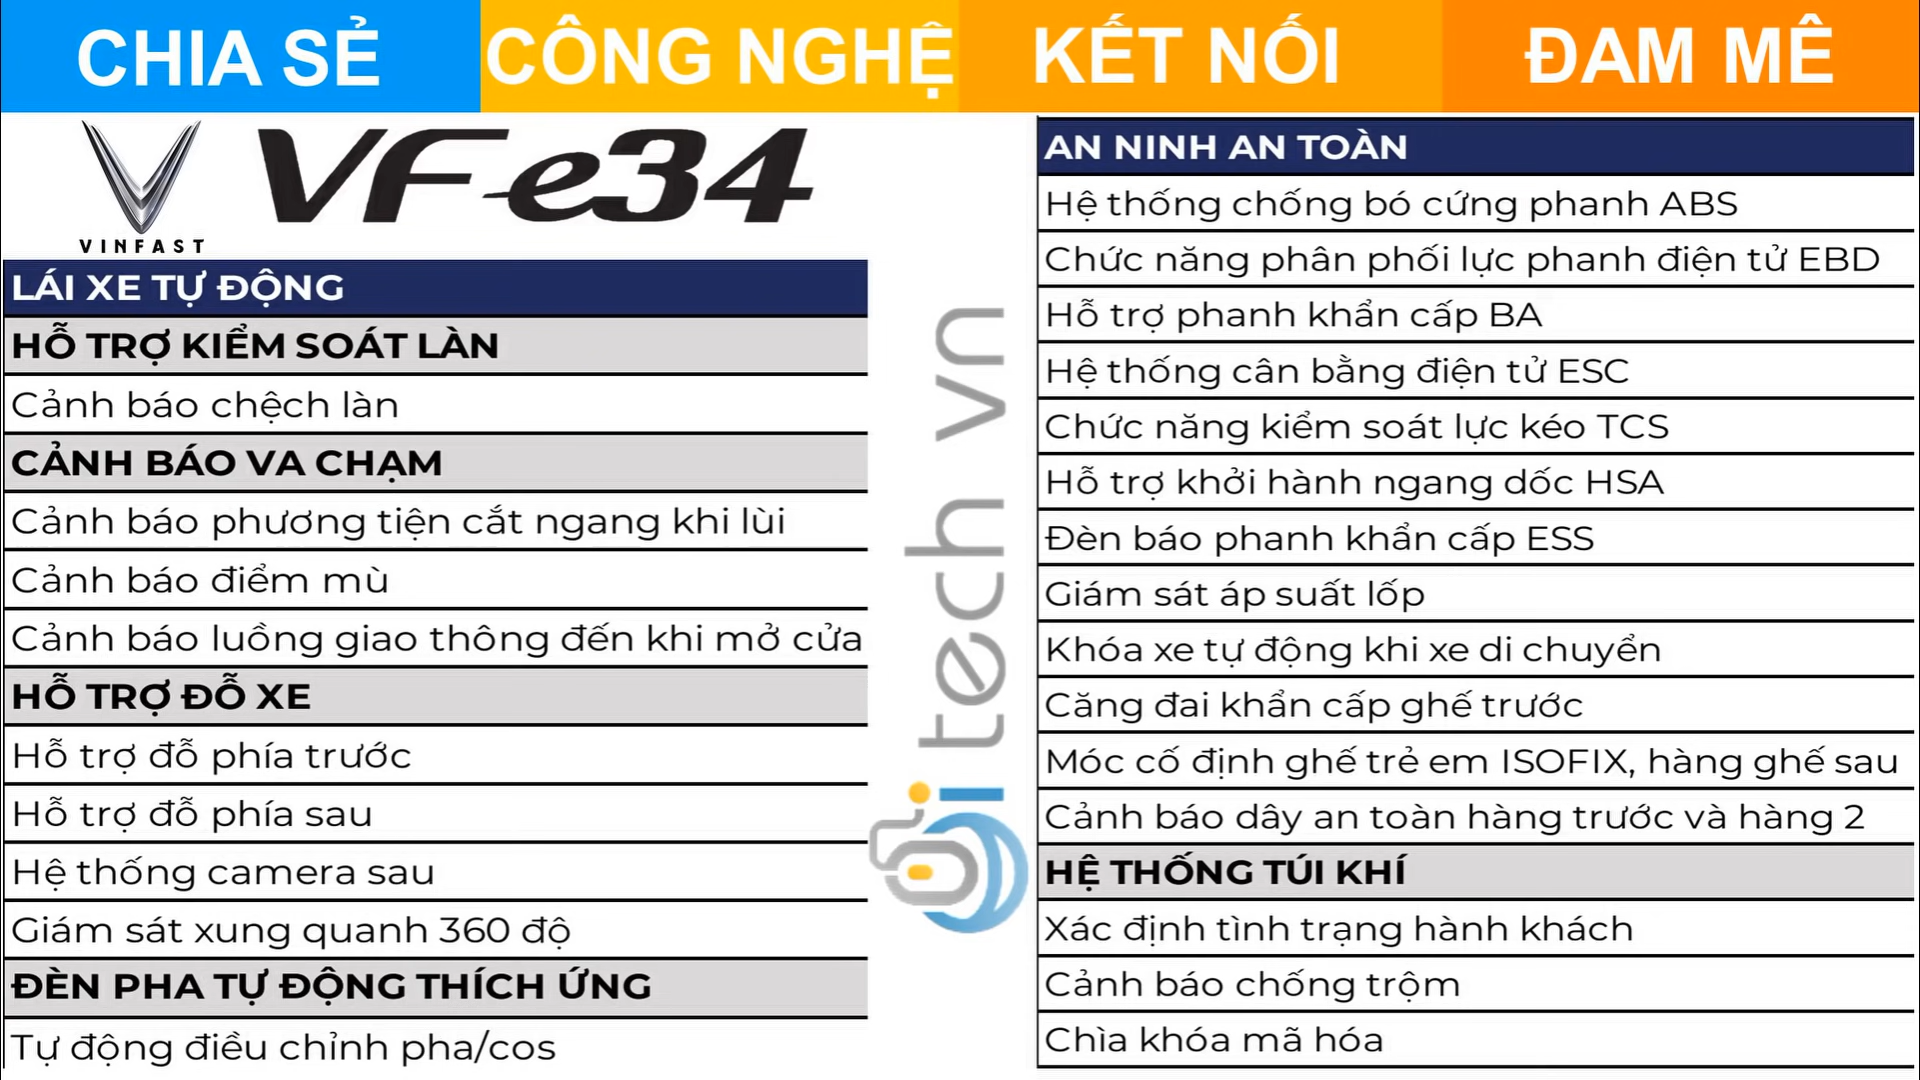 CHIA SẺ
CÔNG NGHỆ
KẾT NỐI
ĐAM MÊ
VINFAST
VF e34
LÁI XE TỰ ĐỘNG
HỖ TRỢ KIỂM SOÁT LÀN
Cảnh báo chệch làn
CẢNH BÁO VA CHẠM
Cảnh báo phương tiện cắt ngang khi lùi
Cảnh báo điểm mù
Cảnh báo luồng giao thông đến khi mở cửa
HỖ TRỢ ĐỖ XE
Hỗ trợ đỗ phía trước
Hỗ trợ đỗ phía sau
Hệ thống camera sau
Giám sát xung quanh 360 độ
ĐÈN PHA TỰ ĐỘNG THÍCH ỨNG
Tự động điều chỉnh pha/cos
i tech vn
AN NINH AN TOÀN
Hệ thống chống bó cứng phanh ABS
Chức năng phân phối lực phanh điện tử EBD
Hỗ trợ phanh khẩn cấp BA
Hệ thống cân bằng điện tử ESC
Chức năng kiểm soát lực kéo TCS
Hỗ trợ khởi hành ngang dốc HSA
Đèn báo phanh khẩn cấp ESS
Giám sát áp suất lốp
Khóa xe tự động khi xe di chuyển
Căng đai khẩn cấp ghế trước
Móc cố định ghế trẻ em ISOFIX, hàng ghế sau
Cảnh báo dây an toàn hàng trước và hàng 2
HỆ THỐNG TÚI KHÍ
Xác định tình trạng hành khách
Cảnh báo chống trộm
Chìa khóa mã hóa